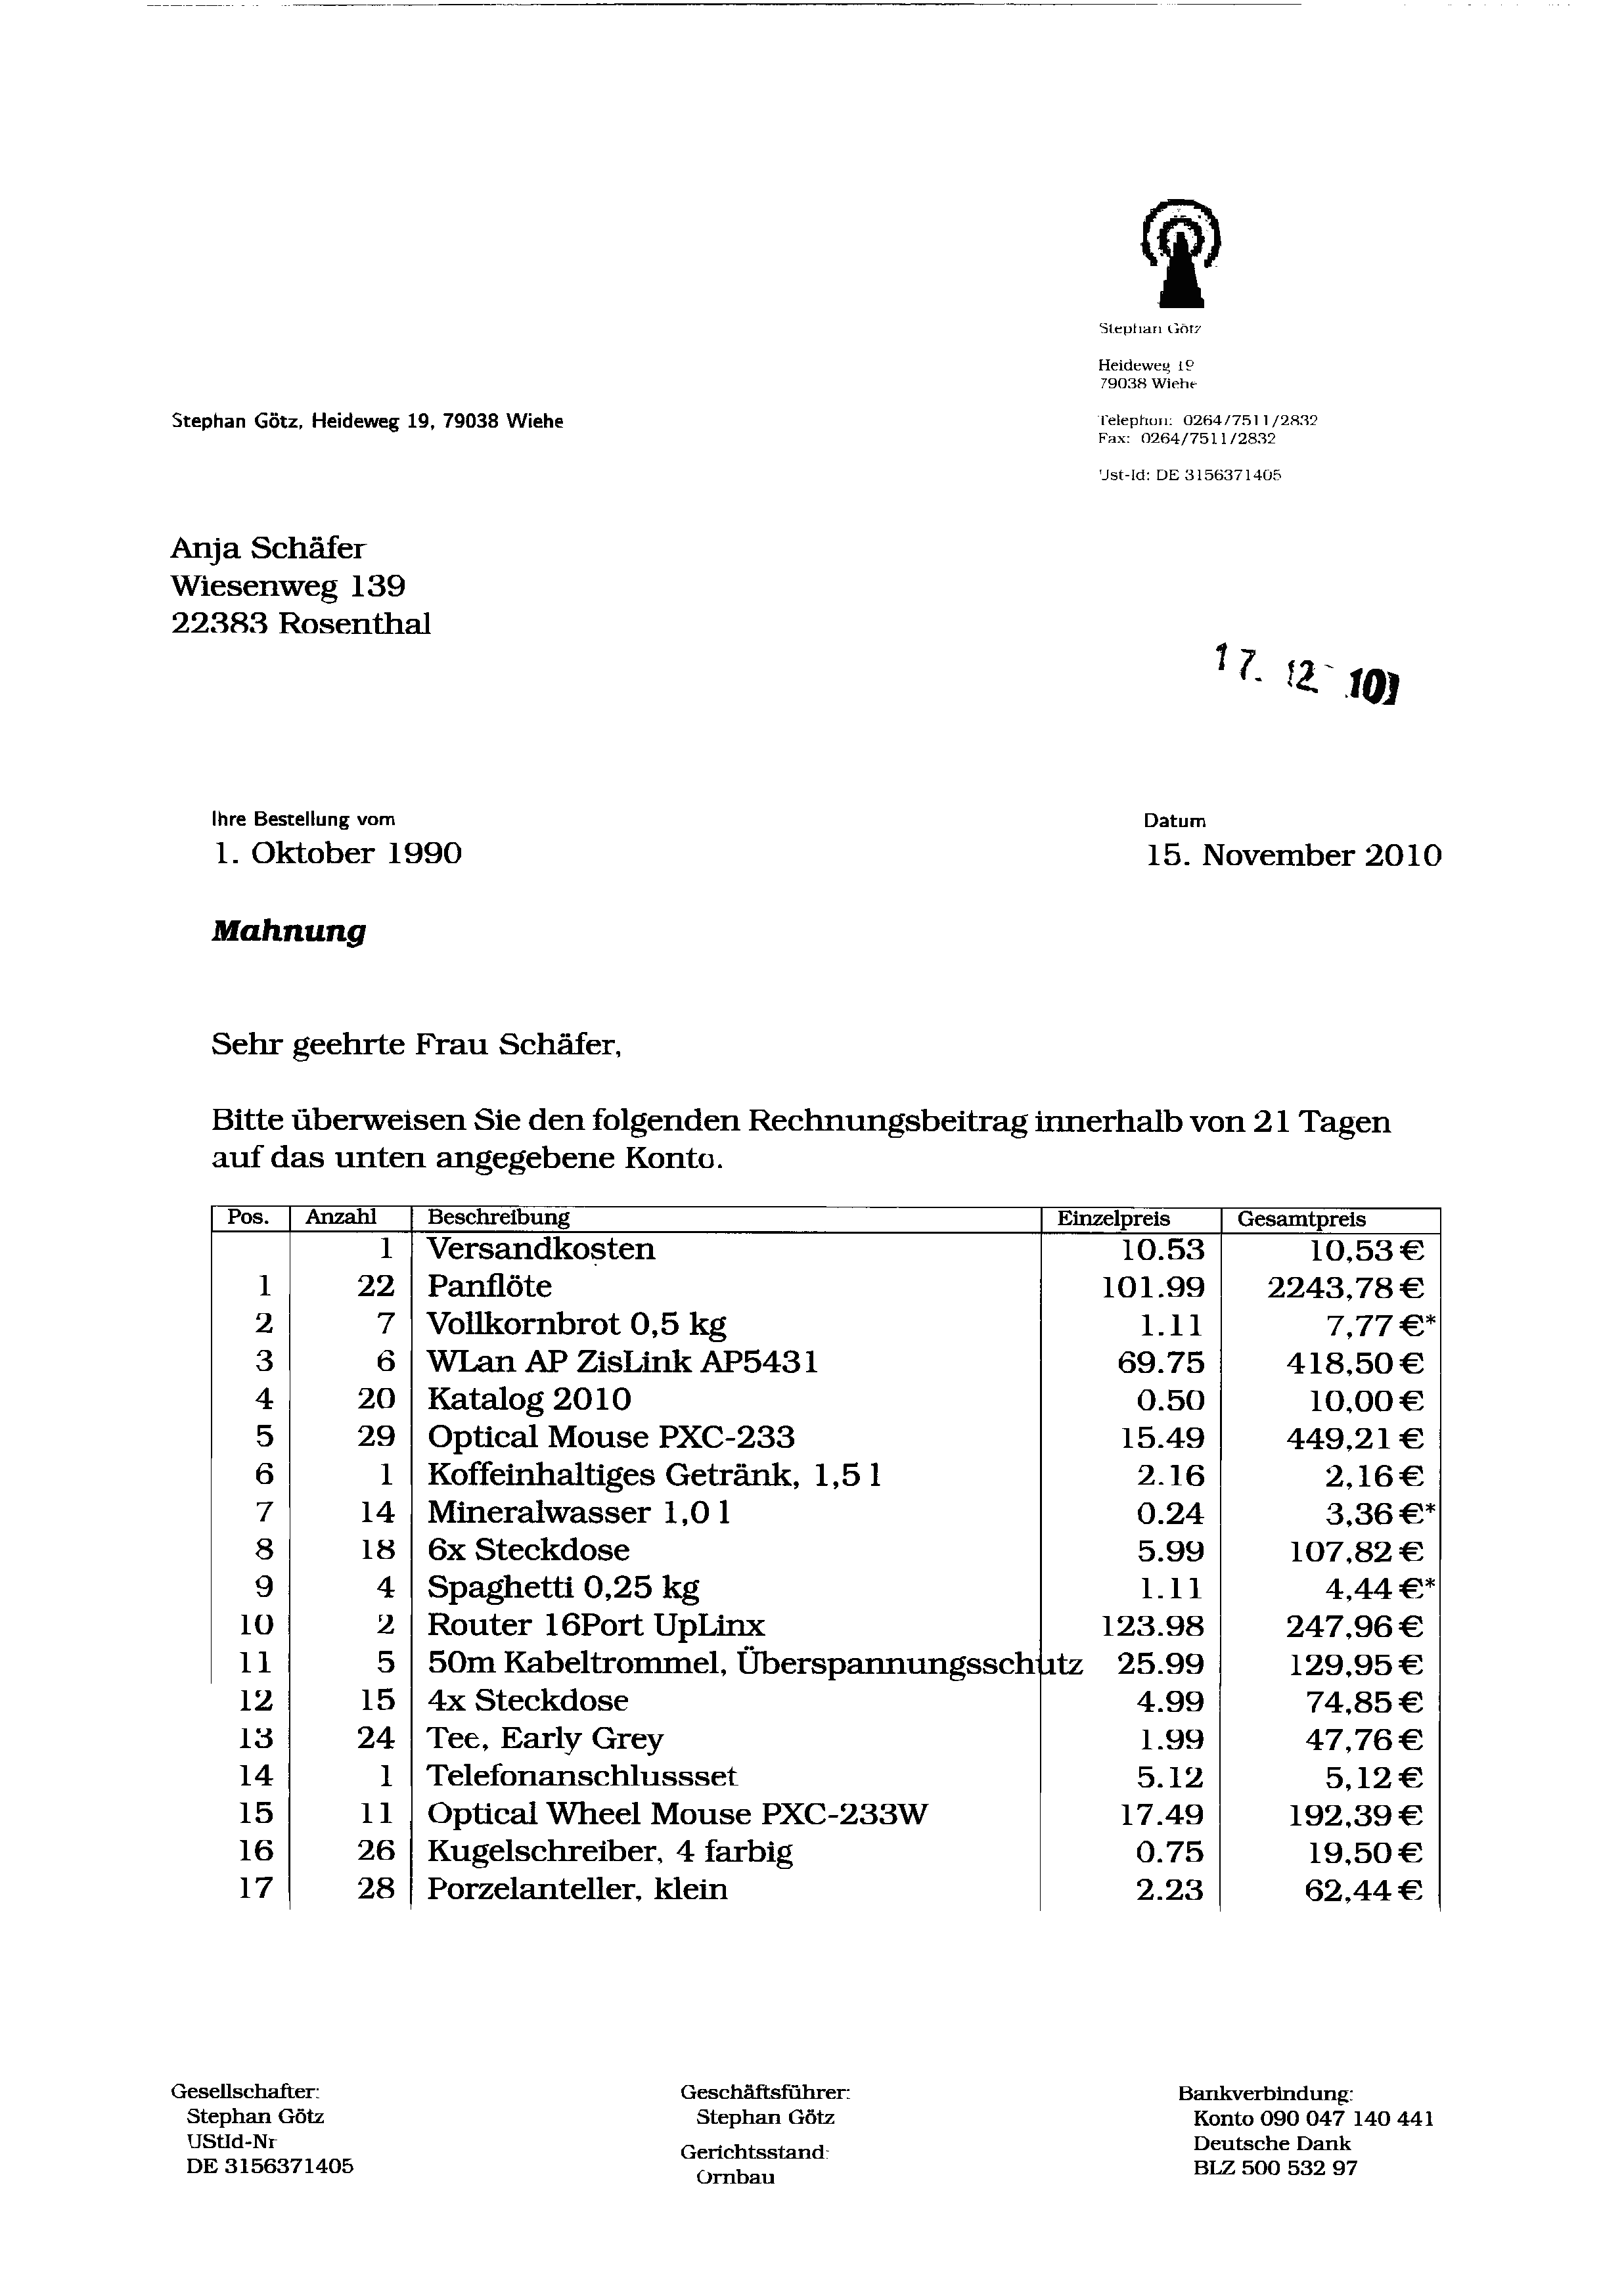 Stephan Götz
Heideweg 19
79038 Wiehe
Stephan Götz, Heideweg 19, 79038 Wiehe
Telephon: 0264/7511/2832
Fax: 0264/7511/2832
Ust-Id: DE 3156371405
Anja Schäfer
Wiesenweg 139
22383 Rosenthal
17. 12
Ihre Bestellung vom Datum
1. Oktober 1990 15. November 2010
Mahnung
Sehr geehrte Frau Schäfer,
Bitte überweisen Sie den folgenden Rechnungsbeitrag innerhalb von 21 Tagen
auf das unten angegebene Konto.
Pos. Anzahl Beschreibung Einzelpreis Gesamtpreis
1 Versandkosten 10.53 10,53 €
1 22 Panflöte 101.99 2243,78 €
2 7 Vollkornbrot 0,5 kg 1.11 7,77 €*
3 6 WLan AP ZisLink AP5431 69.75 418,50 €
4 20 Katalog 2010 0.50 10,00 €
5 29 Optical Mouse PXC-233 15.49 449,21 €
6 1 Koffeinhaltiges Getränk, 1,5 l 2.16 2,16 €
7 14 Mineralwasser 1,0 l 0.24 3,36 €*
8 18 6x Steckdose 5.99 107,82 €
9 4 Spaghetti 0,25 kg 1.11 4,44 €*
10 2 Router 16Port UpLinx 123.98 247,96 €
11 5 50m Kabeltrommel, Überspannungsschutz 25.99 129,95 €
12 15 4x Steckdose 4.99 74,85 €
13 24 Tee, Early Grey 1.99 47,76 €
14 1 Telefonanschlussset 5.12 5,12 €
15 11 Optical Wheel Mouse PXC-233W 17.49 192,39 €
16 26 Kugelschreiber, 4 farbig 0.75 19,50 €
17 28 Porzelanteller, klein 2.23 62,44 €
Gesellschafter: Geschäftsführer: Bankverbindung:
Stephan Götz Stephan Götz Konto 090 047 140 441
UStId-Nr Gerichtsstand: Deutsche Dank
DE 3156371405 Ornbau BLZ 500 532 97